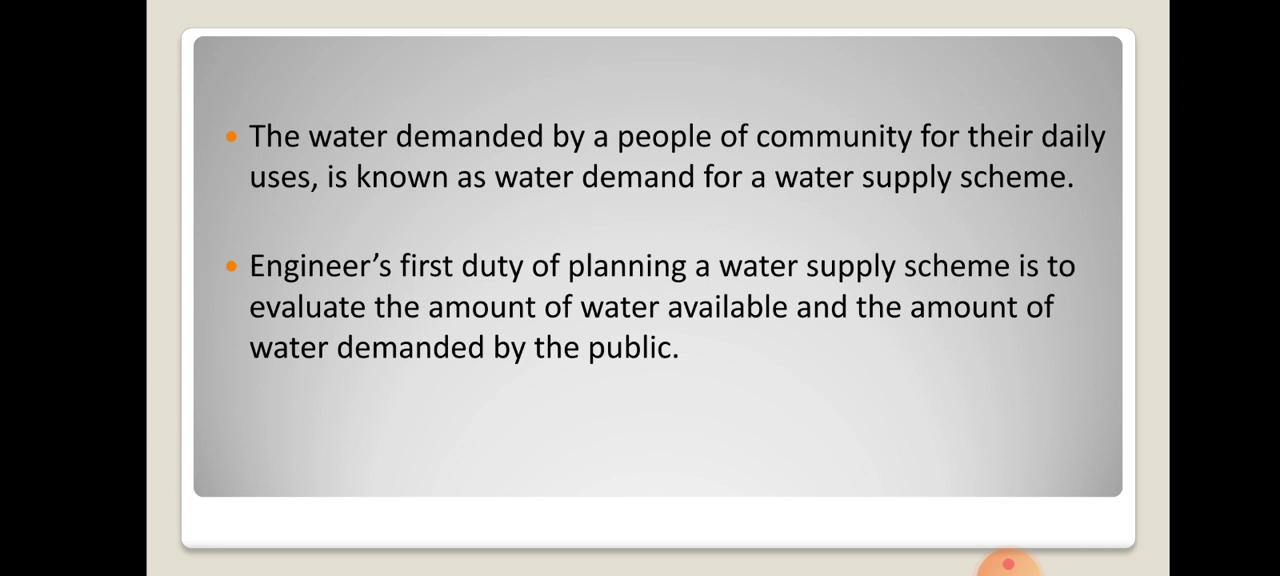 The water demanded by a people of community for their daily
uses, is known as water demand for a water supply scheme.
Engineer’s first duty of planning a water supply scheme is to
evaluate the amount of water available and the amount of
water demanded by the public.